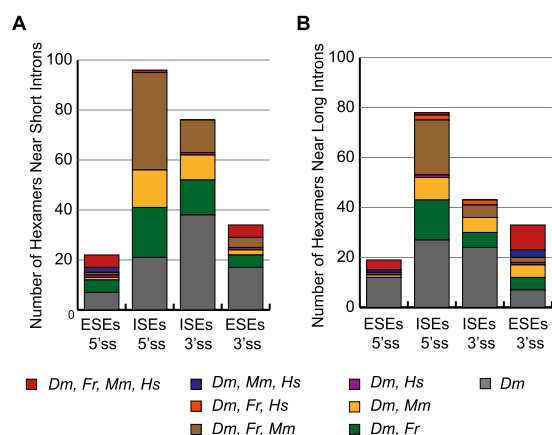 A
B
Number of Hexamers Near Short Introns
100
80
60
40
20
0
ESEs 5'ss
ISEs 5'ss
ISEs 3'ss
ESEs 3'ss
Number of Hexamers Near Long Introns
100
80
60
40
20
0
ESEs 5'ss
ISEs 5'ss
ISEs 3'ss
ESEs 3'ss
Dm, Fr, Mm, Hs
Dm, Mm, Hs
Dm, Hs
Dm
Dm, Fr, Hs
Dm, Mm
Dm, Fr, Mm
Dm, Fr